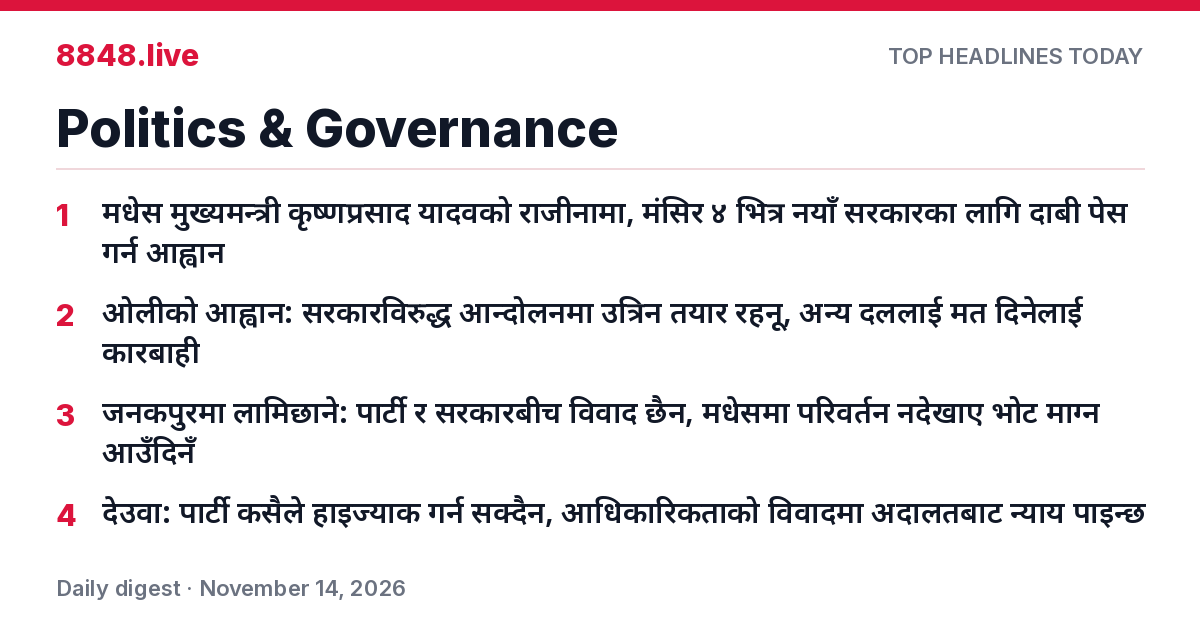 8848.live
TOP HEADLINES TODAY
Politics & Governance
1 मधेस मुख्यमन्त्री कृष्णप्रसाद यादवको राजीनामा, मंसिर ४ भित्र नयाँ सरकारका लागि दाबी पेस
गर्न आह्वान
2 ओलीको आह्वान: सरकारविरुद्ध आन्दोलनमा उत्रिन तयार रहनू, अन्य दललाई मत दिनेलाई
कारबाही
3 जनकपुरमा लामिछाने: पार्टी र सरकारबीच विवाद छैन, मधेसमा परिवर्तन नदेखाए भोट माग्न
आउँदिनँ
4 देउवा: पार्टी कसैले हाइज्याक गर्न सक्दैन, आधिकारिकताको विवादमा अदालतबाट न्याय पाइन्छ
Daily digest · November 14, 2026